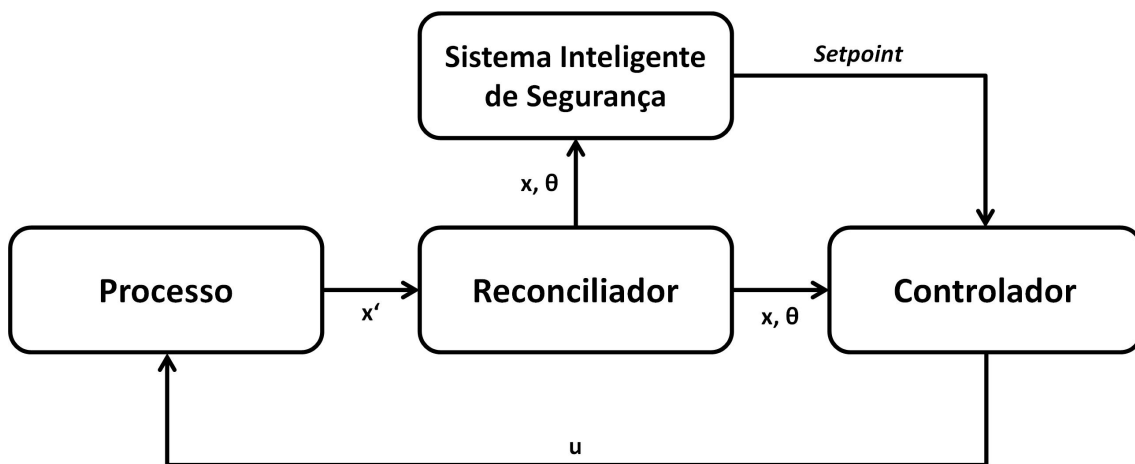 Sistema Inteligente
de Segurança
Setpoint
x, θ
Processo
x‘
Reconciliador
x, θ
Controlador
u